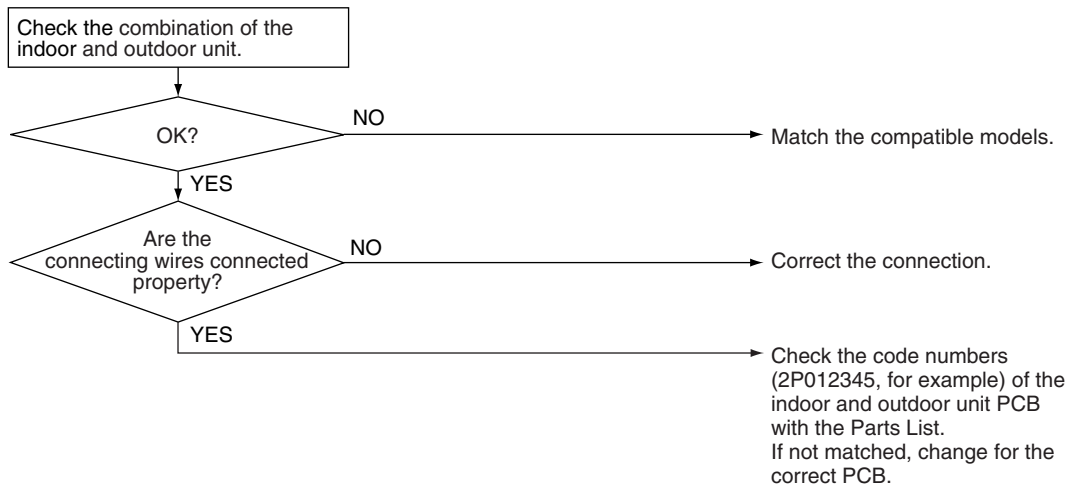 Check the combination of the
indoor and outdoor unit.
OK?
NO
Match the compatible models.
YES
Are the
connecting wires connected
property?
NO
Correct the connection.
YES
Check the code numbers
(2P012345, for example) of the
indoor and outdoor unit PCB
with the Parts List.
If not matched, change for the
correct PCB.